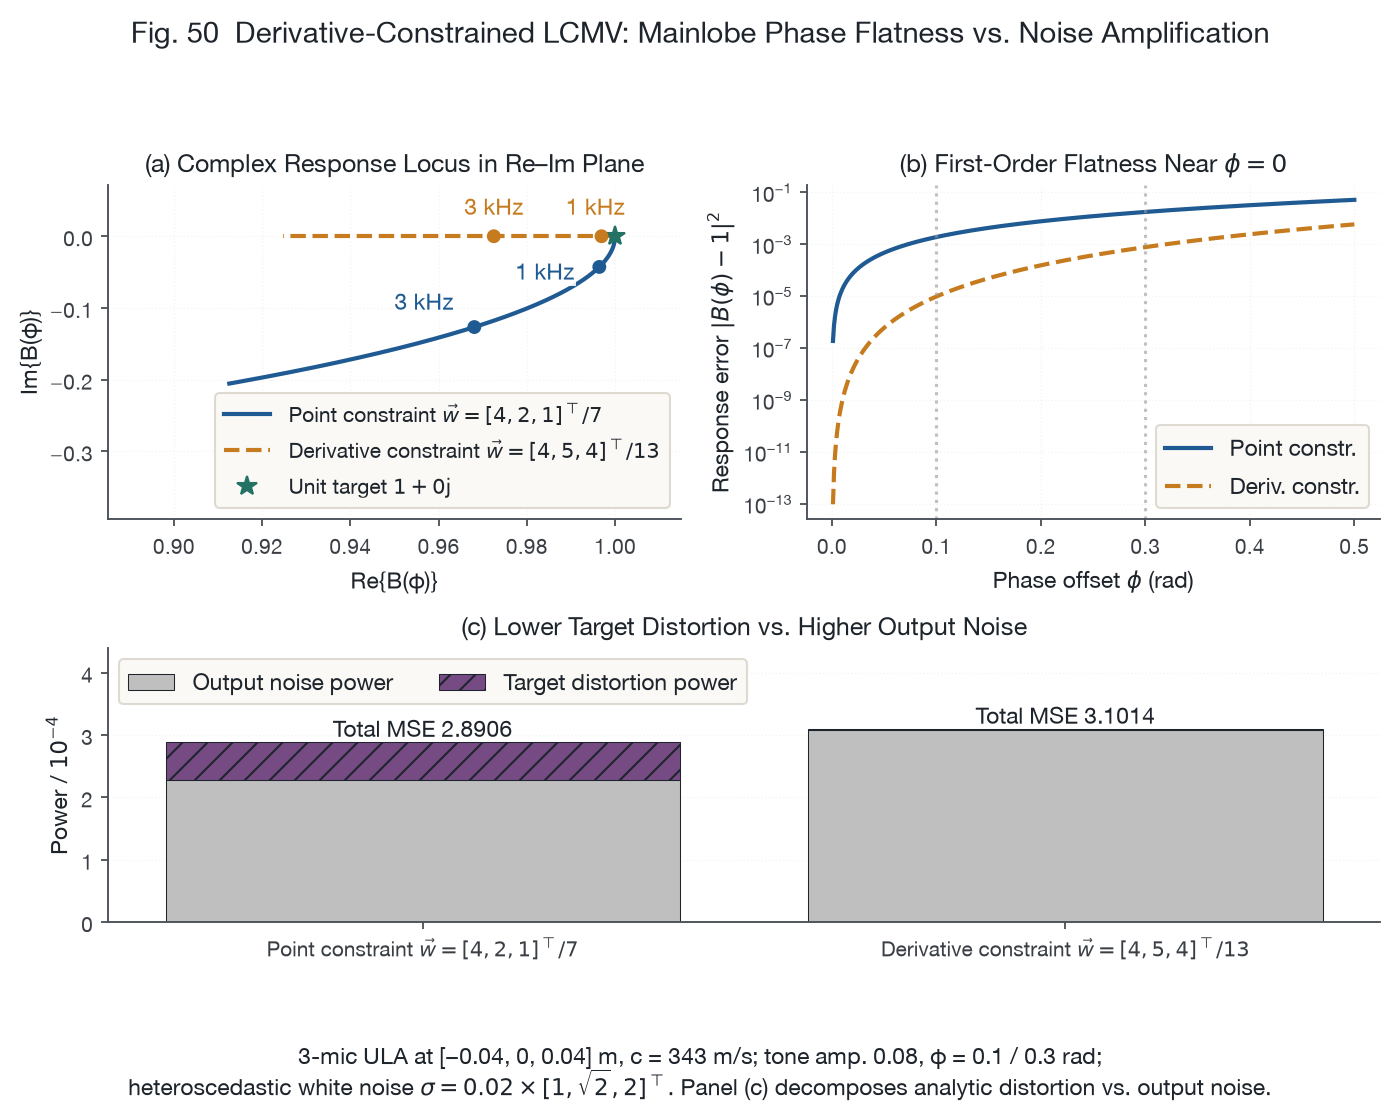 Fig. 50 Derivative-Constrained LCMV: Mainlobe Phase Flatness vs. Noise Amplification
(a) Complex Response Locus in Re–Im Plane
3 kHz
1 kHz
1 kHz
3 kHz
0.0
−0.1
−0.2
−0.3
Im{B(φ)}
Point constraint w⃗ = [4, 2, 1]⊤/7
Derivative constraint w⃗ = [4, 5, 4]⊤/13
Unit target 1 + 0j
0.90 0.92 0.94 0.96 0.98 1.00
Re{B(φ)}
(b) First-Order Flatness Near ϕ = 0
10⁻¹
10⁻³
10⁻⁵
10⁻⁷
10⁻⁹
10⁻¹¹
10⁻¹³
Response error |B(ϕ) − 1|²
Point constr.
Deriv. constr.
0.0 0.1 0.2 0.3 0.4 0.5
Phase offset ϕ (rad)
(c) Lower Target Distortion vs. Higher Output Noise
Output noise power
Target distortion power
Total MSE 2.8906
Total MSE 3.1014
4
3
2
1
0
Power / 10⁻⁴
Point constraint w⃗ = [4, 2, 1]⊤/7
Derivative constraint w⃗ = [4, 5, 4]⊤/13
3-mic ULA at [−0.04, 0, 0.04] m, c = 343 m/s; tone amp. 0.08, φ = 0.1 / 0.3 rad;
heteroscedastic white noise σ = 0.02 × [1, √2, 2]⊤. Panel (c) decomposes analytic distortion vs. output noise.